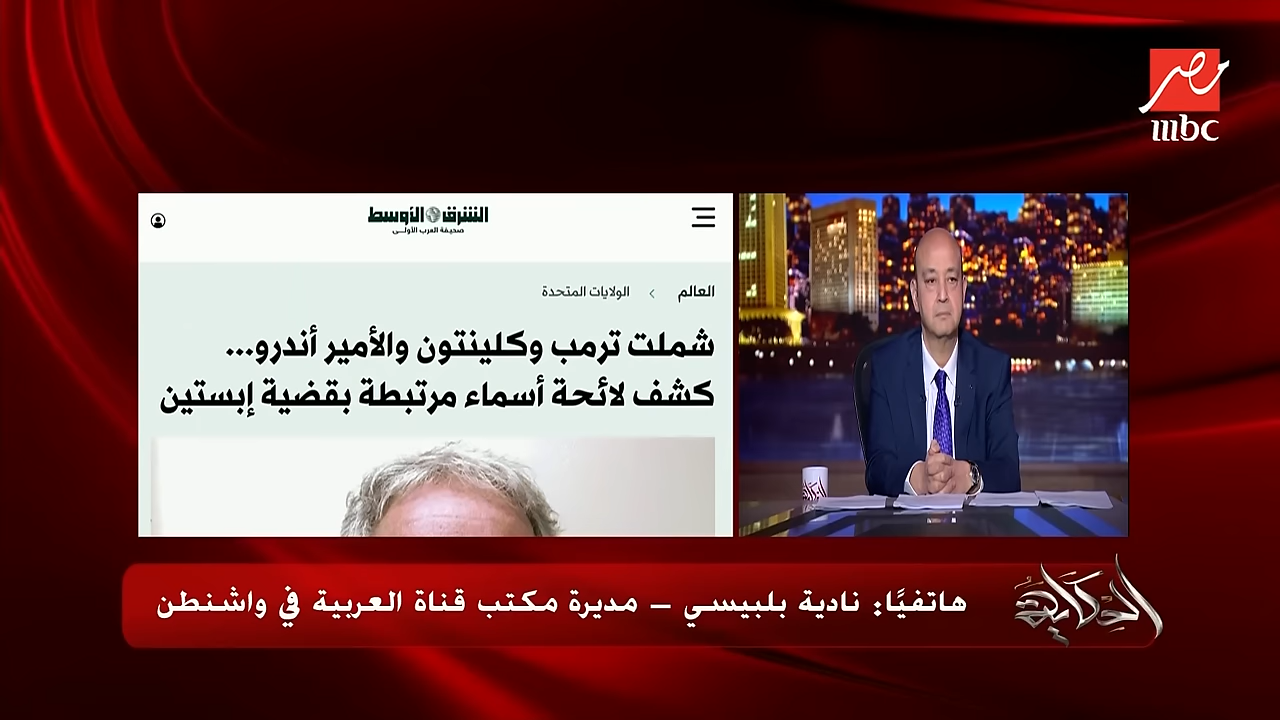 مصر
mbc
الشرق الأوسط
صحيفة العرب الأولى
العالم > الولايات المتحدة
شملت ترمب وكلينتون والأمير أندرو...
كشف لائحة أسماء مرتبطة بقضية إبستين
الحكاية
هاتفيًا: نادية بلبيسي – مديرة مكتب قناة العربية في واشنطن
الحكاية